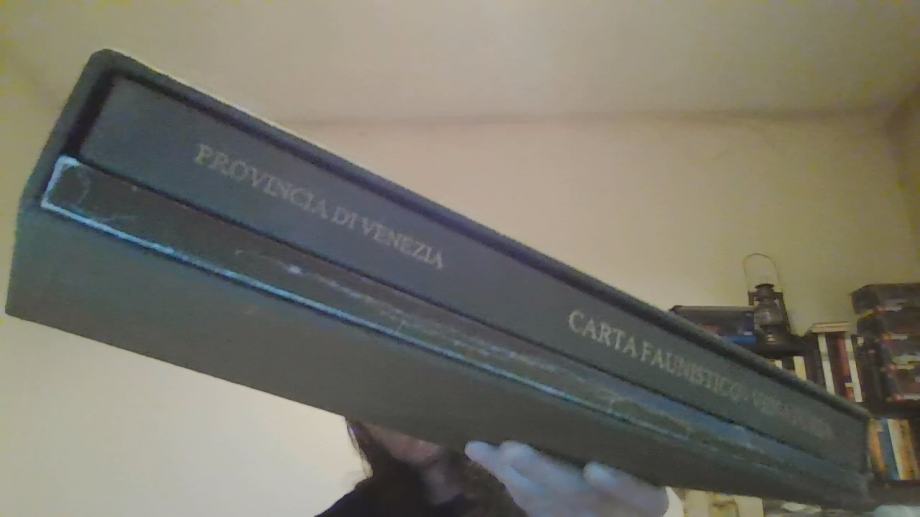 PROVINCIA DI VENEZIA
CARTA FAUNISTICO -